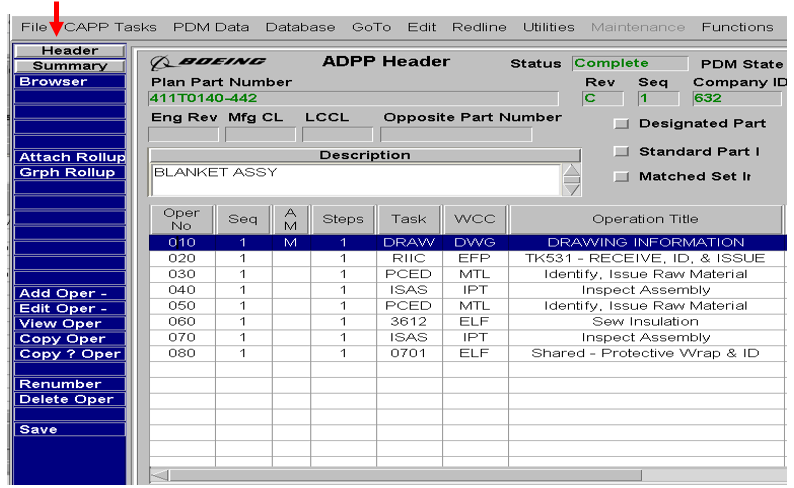 File CAPP Tasks PDM Data Database GoTo Edit Redline Utilities Maintenance Functions
Header
Summary
Browser
Attach Rollup
Grph Rollup
Add Oper -
Edit Oper -
View Oper
Copy Oper
Copy ? Oper
Renumber
Delete Oper
Save
BOEING ADPP Header Status Complete PDM State
Plan Part Number Rev Seq Company ID
411T0140-442 C 1 632
Eng Rev Mfg CL LCCL Opposite Part Number Designated Part
Description Standard Part I
BLANKET ASSY Matched Set Ir
Oper No Seq A M Steps Task WCC Operation Title
010 1 M 1 DRAW DWG DRAWING INFORMATION
020 1 1 RIIC EFP TK531 - RECEIVE, ID, & ISSUE
030 1 1 PCED MTL Identify, Issue Raw Material
040 1 1 ISAS IPT Inspect Assembly
050 1 1 PCED MTL Identify, Issue Raw Material
060 1 1 3612 ELF Sew Insulation
070 1 1 ISAS IPT Inspect Assembly
080 1 1 0701 ELF Shared - Protective Wrap & ID